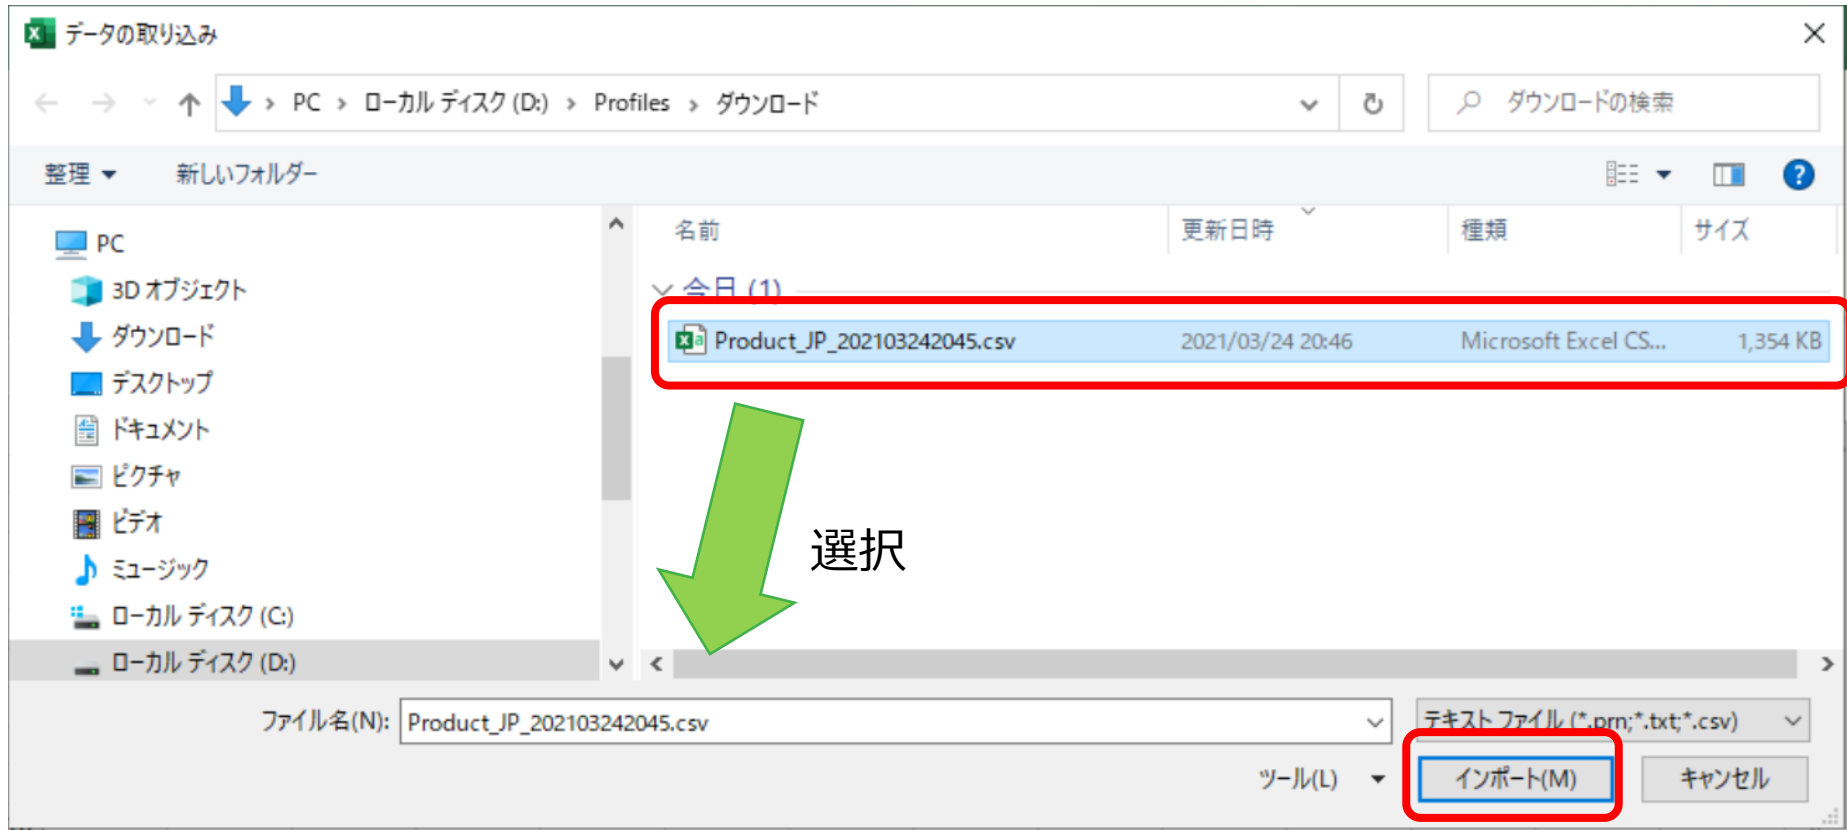 データの取り込み
PC › ローカル ディスク (D:) › Profiles › ダウンロード
ダウンロードの検索
整理
新しいフォルダー
PC
3D オブジェクト
ダウンロード
デスクトップ
ドキュメント
ピクチャ
ビデオ
ミュージック
ローカル ディスク (C:)
ローカル ディスク (D:)
名前 更新日時 種類 サイズ
今日 (1)
Product_JP_202103242045.csv 2021/03/24 20:46 Microsoft Excel CS... 1,354 KB
選択
ファイル名(N): Product_JP_202103242045.csv
テキスト ファイル (*.prn;*.txt;*.csv)
ツール(L) インポート(M) キャンセル